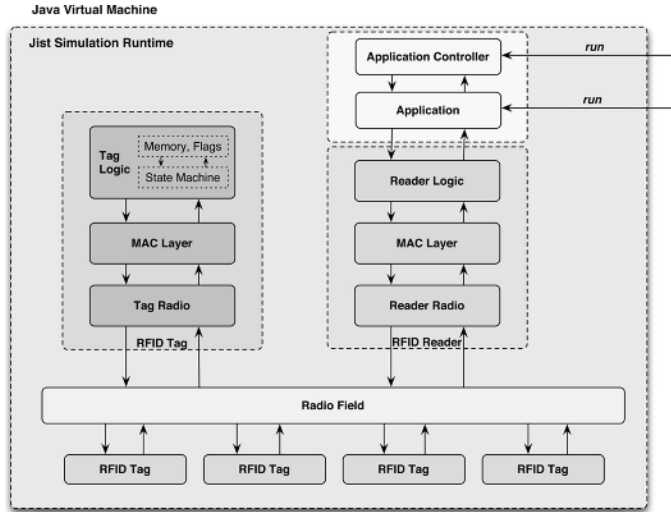 Java Virtual Machine
Jist Simulation Runtime
Application Controller
run
Application
run
Tag
Logic
Memory, Flags
State Machine
Reader Logic
MAC Layer
MAC Layer
Tag Radio
Reader Radio
RFID Tag
RFID Reader
Radio Field
RFID Tag
RFID Tag
RFID Tag
RFID Tag